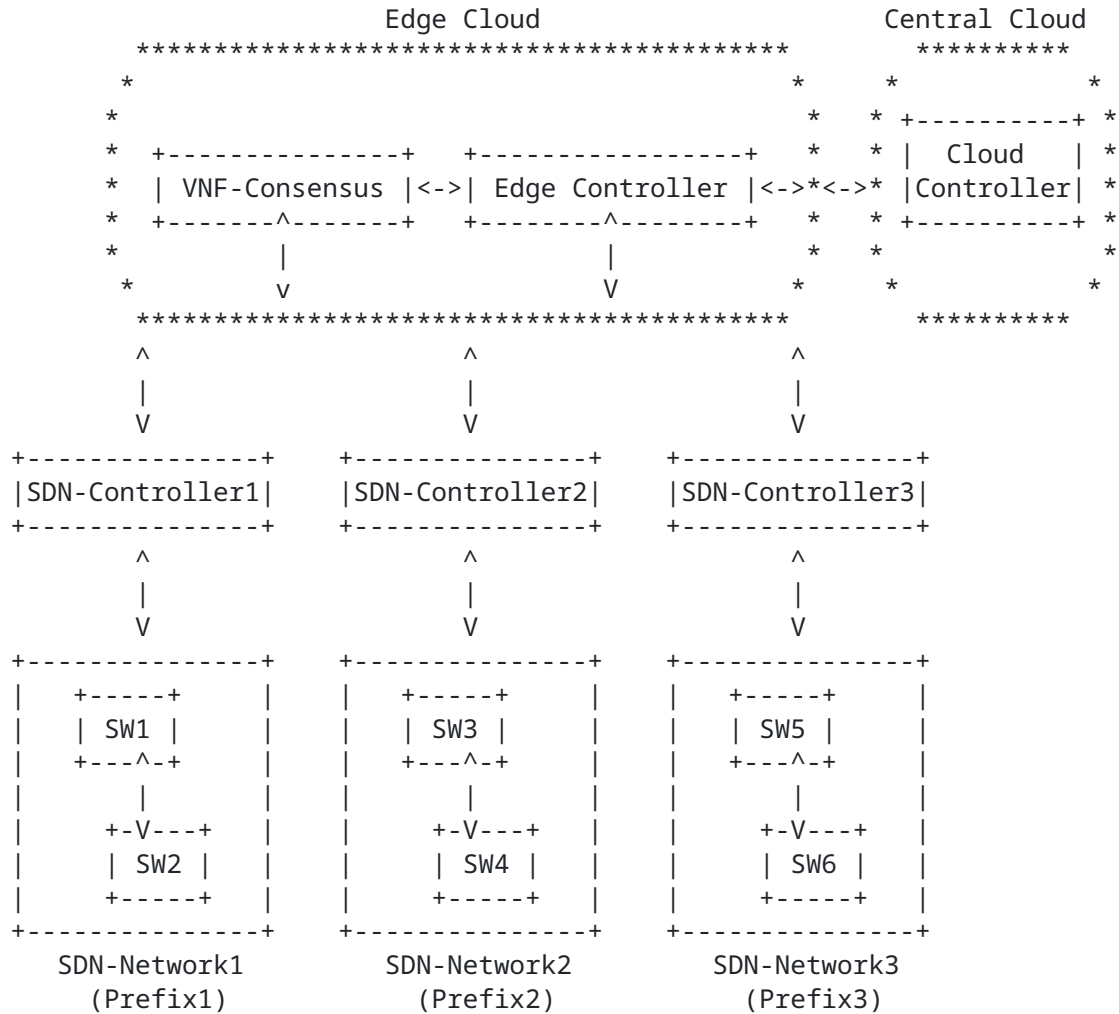 Edge Cloud                      Central Cloud
        ******************************************        **********
       *                                          *     *            *
      *                                            *   * +----------+ *
      *  +---------------+   +-----------------+   *   * |  Cloud   | *
      *  | VNF-Consensus |<->| Edge Controller |<->*<->* |Controller| *
      *  +-------^-------+   +--------^--------+   *   * +----------+ *
      *          |                    |            *   *              *
       *         v                    V           *     *            *
        ******************************************        **********
        ^                    ^                    ^
        |                    |                    |
        V                    V                    V
+---------------+    +---------------+    +---------------+
|SDN-Controller1|    |SDN-Controller2|    |SDN-Controller3|
+---------------+    +---------------+    +---------------+
        ^                    ^                    ^
        |                    |                    |
        V                    V                    V
+---------------+    +---------------+    +---------------+
|   +-----+     |    |   +-----+     |    |   +-----+     |
|   | SW1 |     |    |   | SW3 |     |    |   | SW5 |     |
|   +---^-+     |    |   +---^-+     |    |   +---^-+     |
|       |       |    |       |       |    |       |       |
|     +-V---+   |    |     +-V---+   |    |     +-V---+   |
|     | SW2 |   |    |     | SW4 |   |    |     | SW6 |   |
|     +-----+   |    |     +-----+   |    |     +-----+   |
+---------------+    +---------------+    +---------------+
   SDN-Network1         SDN-Network2         SDN-Network3
     (Prefix1)            (Prefix2)            (Prefix3)